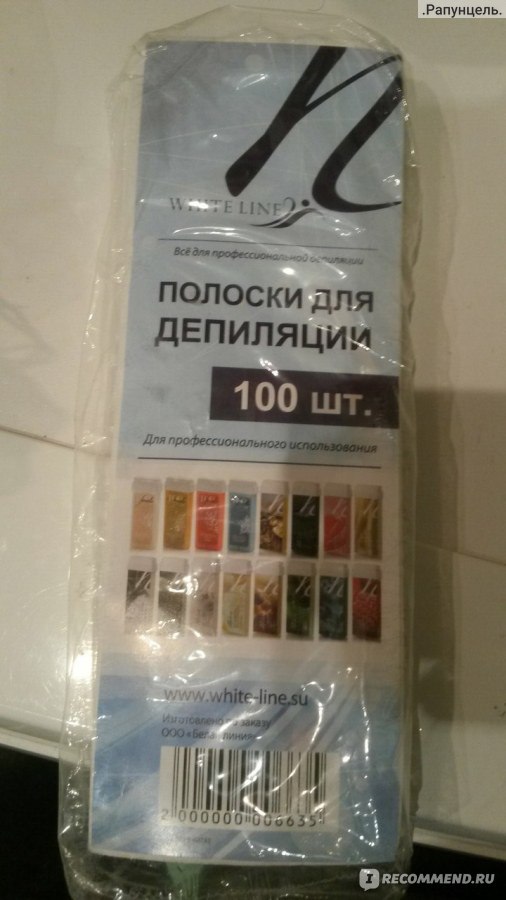 .Рапунцель.
WHITE LINE
Всё для профессиональной депиляции
ПОЛОСКИ ДЛЯ
ДЕПИЛЯЦИИ
100 шт.
Для профессионального использования
www.white-line.su
Изготовлено по заказу
ООО «Белая линия»
2 000000 006635
IRECOMMEND.RU